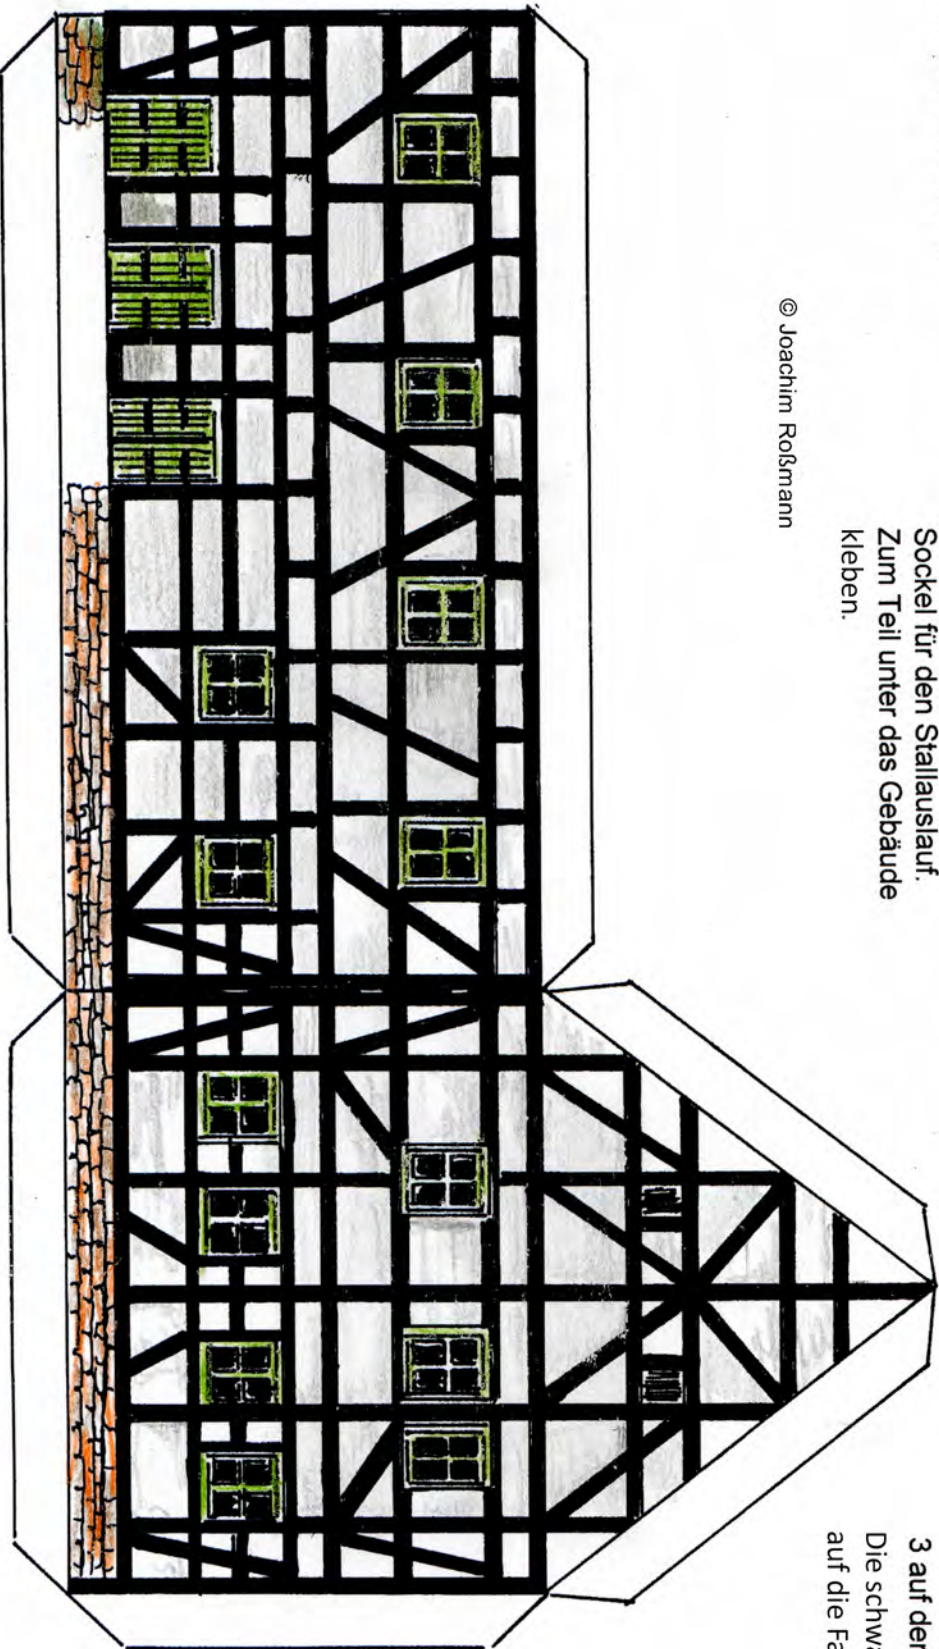 Sockel für den Stallauslauf.
Zum Teil unter das Gebäude
kleben.
© Joachim Roßmann
3 auf der
Die schwa
auf die Fa